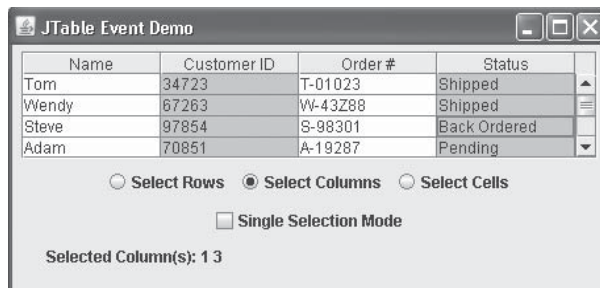 JTable Event Demo
Name Customer ID Order # Status
Tom 34723 T-01023 Shipped
Wendy 67263 W-43Z88 Shipped
Steve 97854 S-98301 Back Ordered
Adam 70851 A-19287 Pending
Select Rows Select Columns Select Cells
Single Selection Mode
Selected Column(s): 1 3